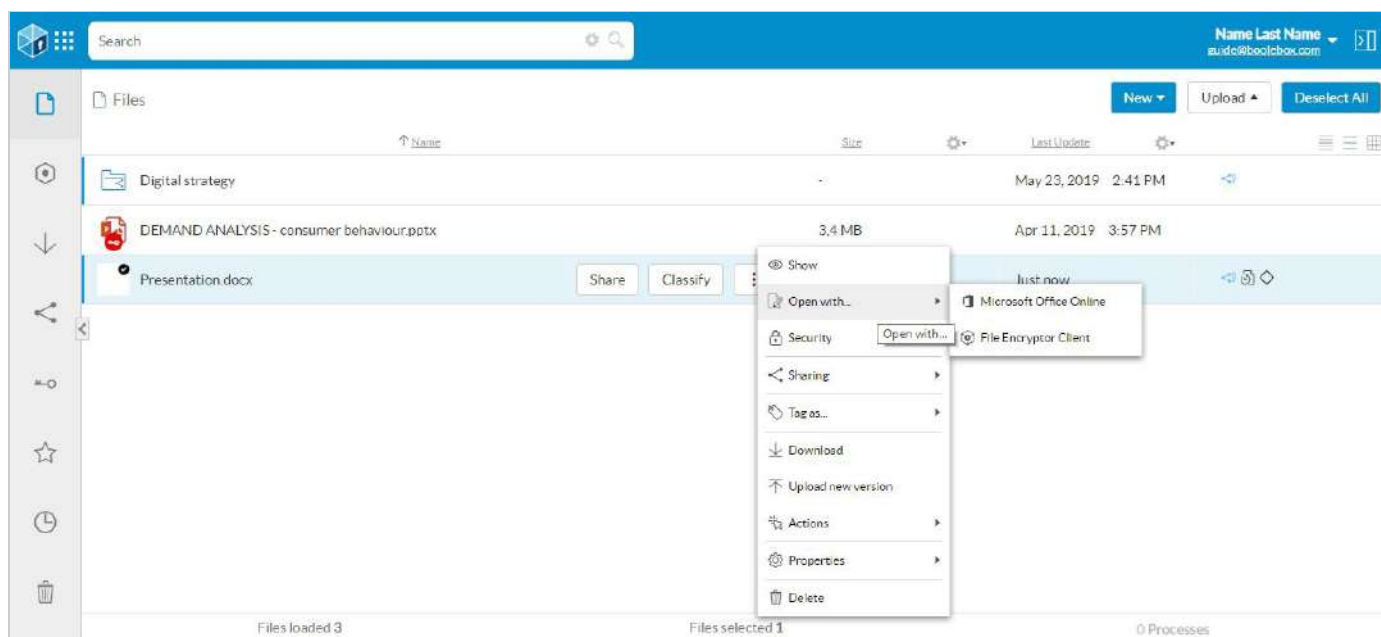 Search
Name Last Name
guide@boolebox.com
Files
New
Upload
Deselect All
Name
Size
Last Update
Digital strategy
-
May 23, 2019 2:41 PM
DEMAND ANALYSIS - consumer behaviour.pptx
3,4 MB
Apr 11, 2019 3:57 PM
Presentation.docx
Share
Classify
Just now
Show
Open with...
Microsoft Office Online
Security
Open with...
File Encryptor Client
Sharing
Tag as...
Download
Upload new version
Actions
Properties
Delete
Files loaded 3
Files selected 1
0 Processes